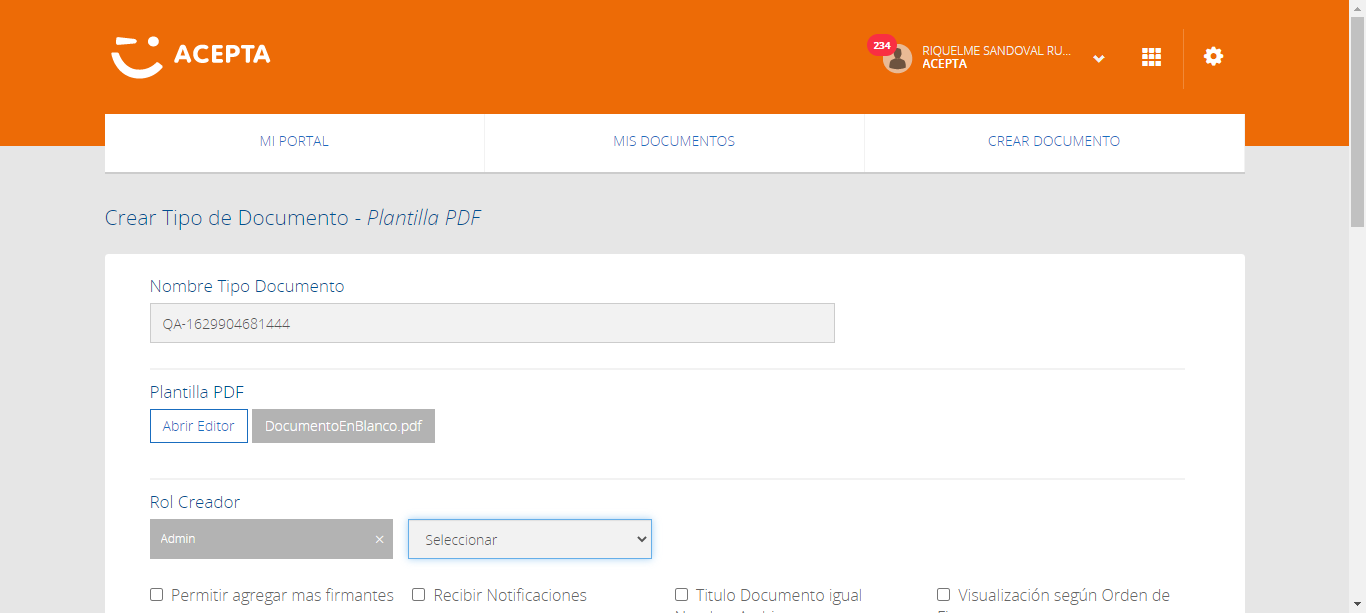 ACEPTA
234
RIQUELME SANDOVAL RU...
ACEPTA
MI PORTAL
MIS DOCUMENTOS
CREAR DOCUMENTO
Crear Tipo de Documento - Plantilla PDF
Nombre Tipo Documento
QA-1629904681444
Plantilla PDF
Abrir Editor
DocumentoEnBlanco.pdf
Rol Creador
Admin ×
Seleccionar
Permitir agregar mas firmantes
Recibir Notificaciones
Titulo Documento igual
Visualización según Orden de